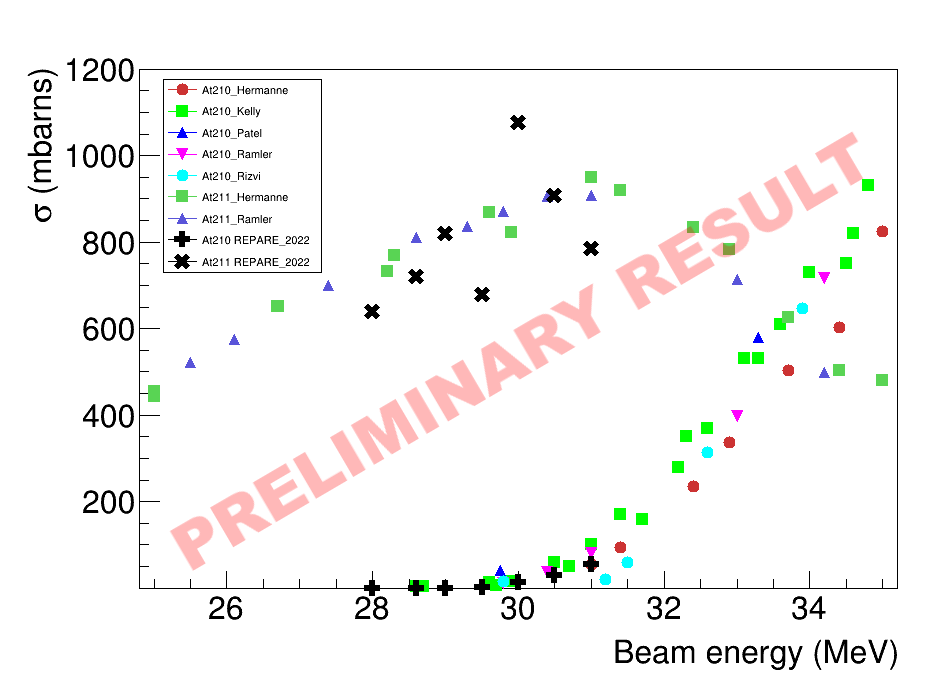 1200
1000
800
600
400
200
σ (mbarns)
At210_Hermanne
At210_Kelly
At210_Patel
At210_Ramler
At210_Rizvi
At211_Hermanne
At211_Ramler
At210 REPARE_2022
At211 REPARE_2022
PRELIMINARY RESULT
26 28 30 32 34
Beam energy (MeV)